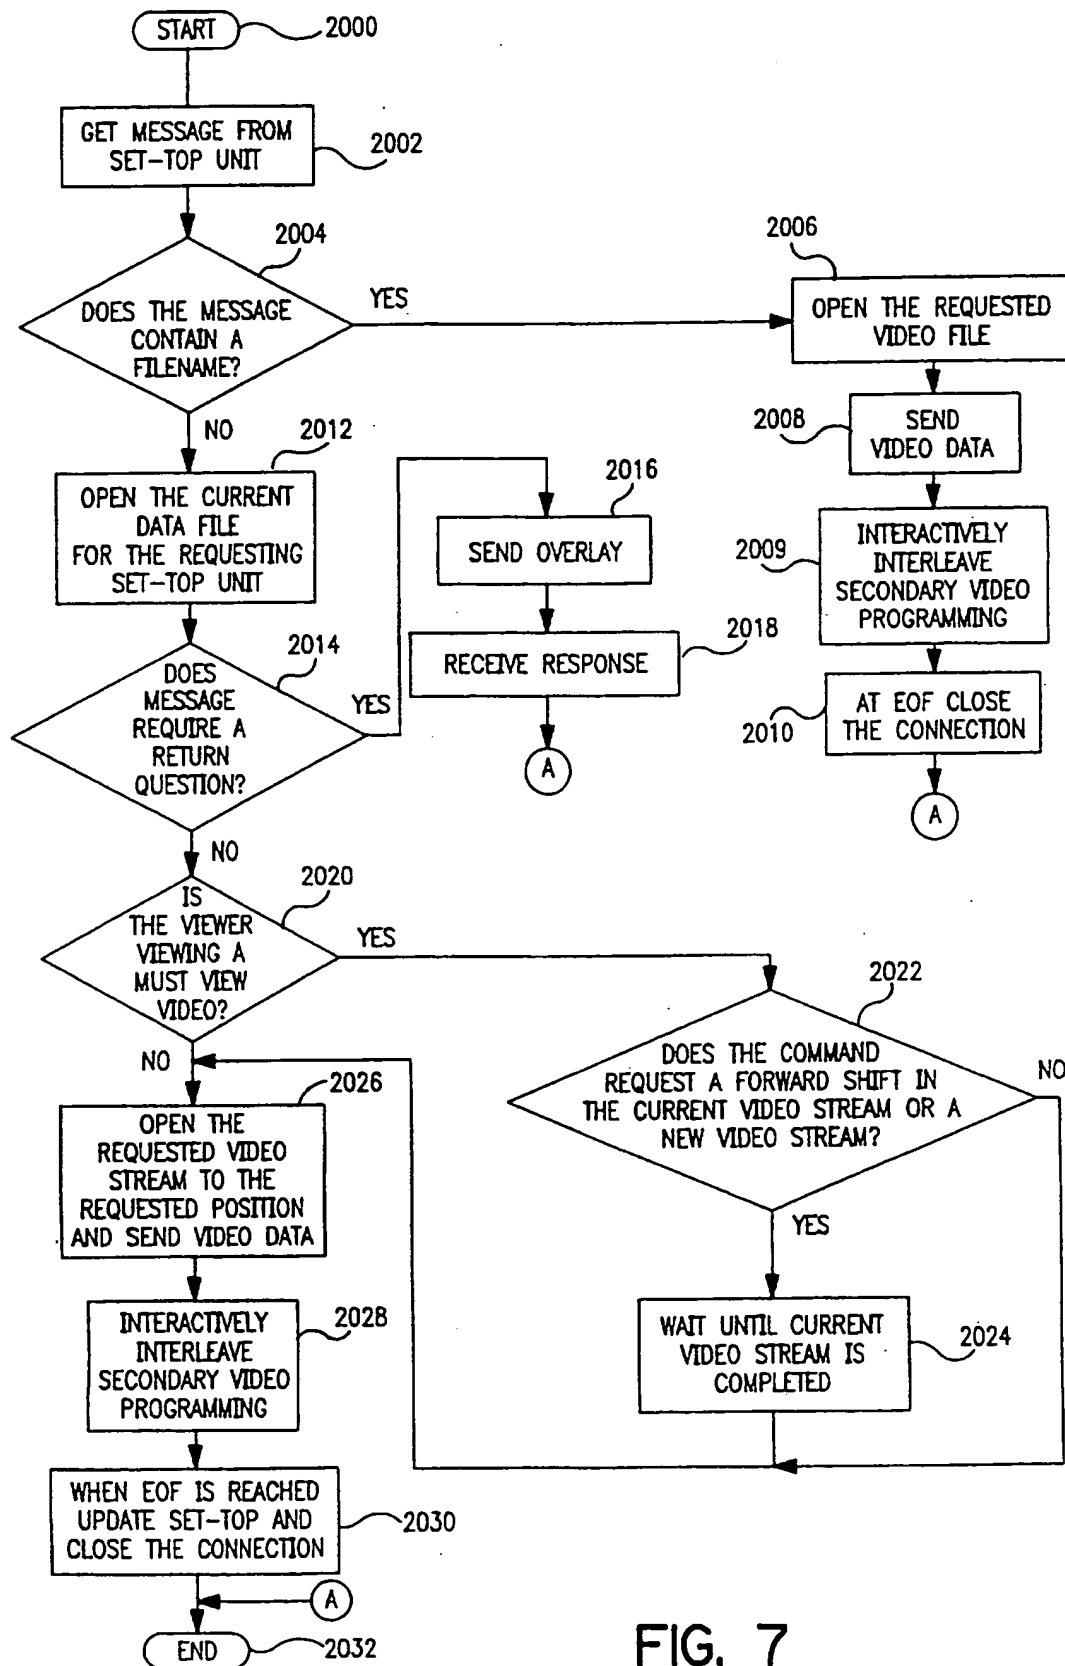 START
2000
GET MESSAGE FROM
SET-TOP UNIT
2002
2004
DOES THE MESSAGE
CONTAIN A
FILENAME?
YES
NO
2006
OPEN THE REQUESTED
VIDEO FILE
2008
SEND
VIDEO DATA
2009
INTERACTIVELY
INTERLEAVE
SECONDARY VIDEO
PROGRAMMING
2010
AT EOF CLOSE
THE CONNECTION
A
2012
OPEN THE CURRENT
DATA FILE
FOR THE REQUESTING
SET-TOP UNIT
2014
DOES
MESSAGE
REQUIRE A
RETURN
QUESTION?
YES
NO
2016
SEND OVERLAY
RECEIVE RESPONSE
2018
A
2020
IS
THE VIEWER
VIEWING A
MUST VIEW
VIDEO?
YES
NO
2022
DOES THE COMMAND
REQUEST A FORWARD SHIFT IN
THE CURRENT VIDEO STREAM OR A
NEW VIDEO STREAM?
NO
YES
WAIT UNTIL CURRENT
VIDEO STREAM IS
COMPLETED
2024
2026
OPEN THE
REQUESTED VIDEO
STREAM TO THE
REQUESTED POSITION
AND SEND VIDEO DATA
INTERACTIVELY
INTERLEAVE
SECONDARY VIDEO
PROGRAMMING
2028
WHEN EOF IS REACHED
UPDATE SET-TOP AND
CLOSE THE CONNECTION
2030
A
END
2032
FIG. 7